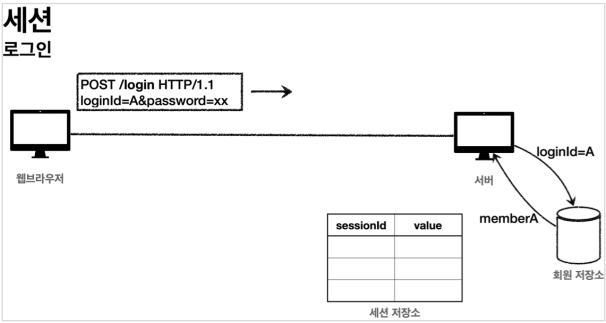 세션
로그인
POST /login HTTP/1.1
loginId=A&password=xx
웹브라우저
서버
loginId=A
memberA
회원 저장소
sessionId
value
세션 저장소